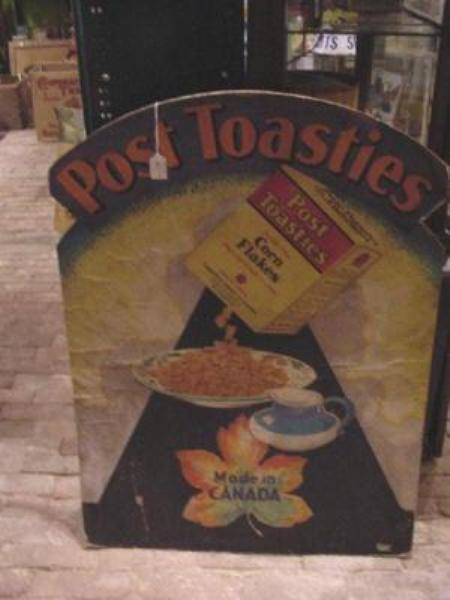 Post Toasties
Post
Toasties
Corn
Flakes
Made in
CANADA